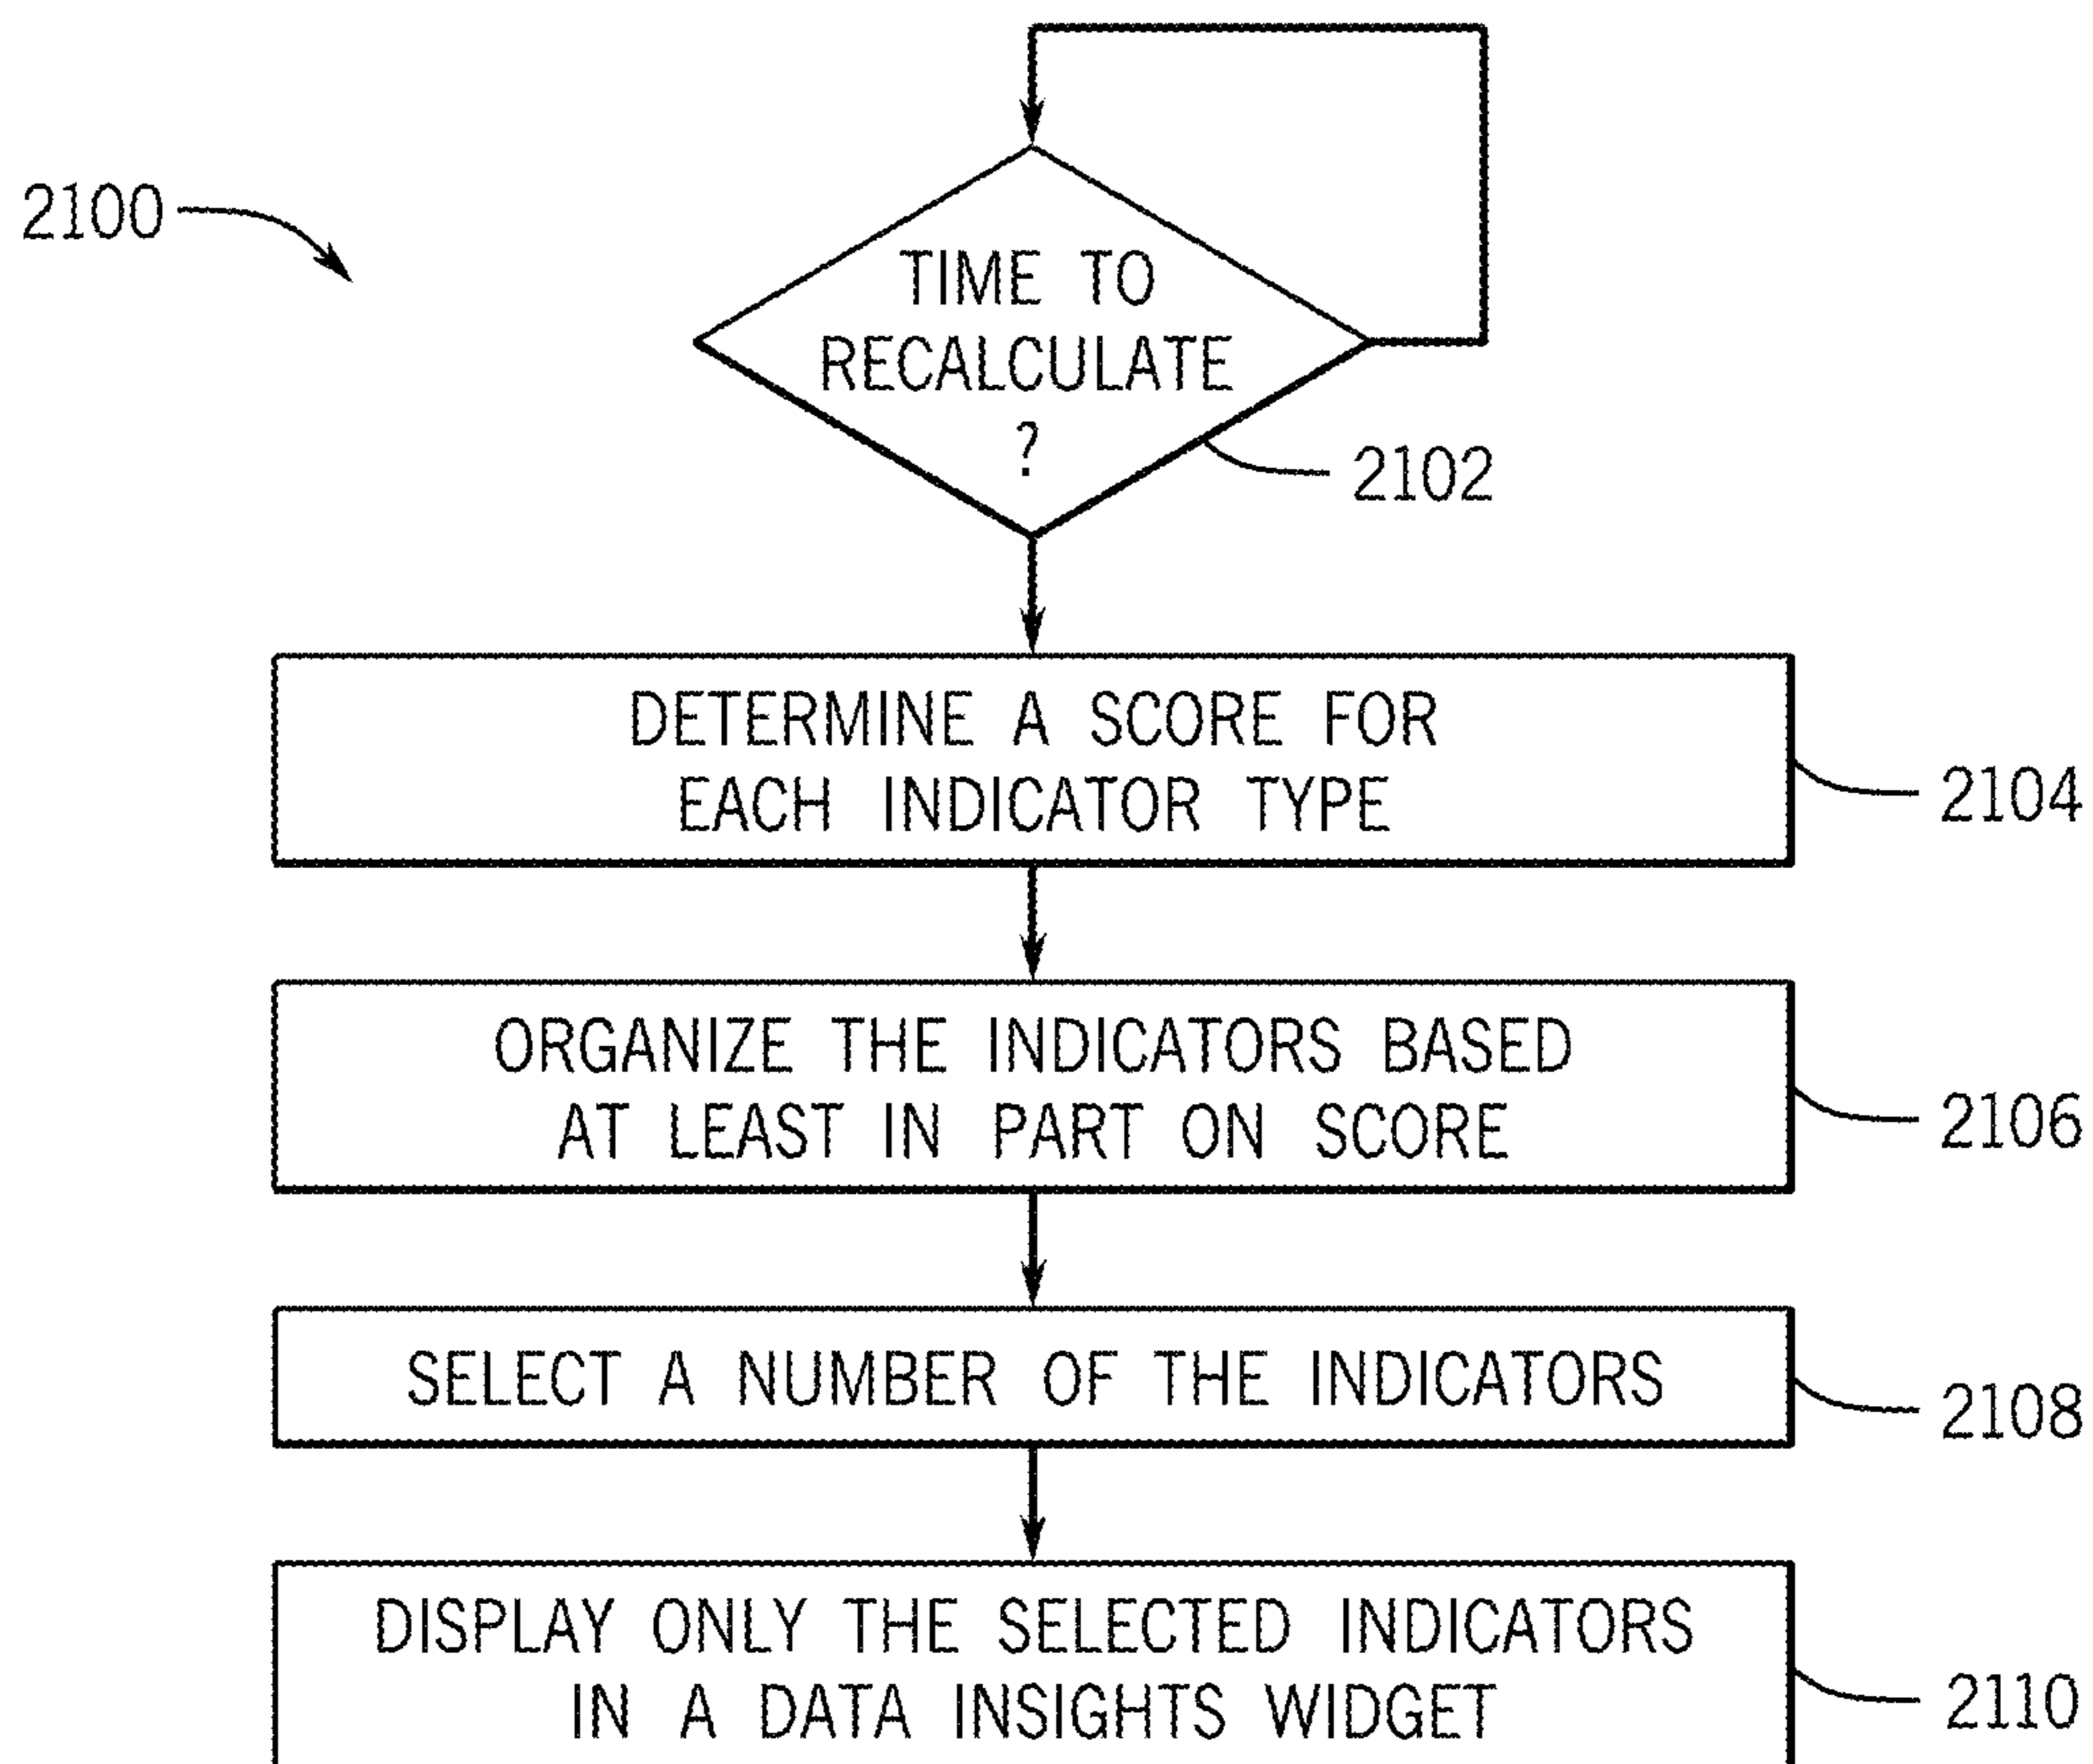 2100
TIME TO
RECALCULATE
?
2102
DETERMINE A SCORE FOR
EACH INDICATOR TYPE
2104
ORGANIZE THE INDICATORS BASED
AT LEAST IN PART ON SCORE
2106
SELECT A NUMBER OF THE INDICATORS
2108
DISPLAY ONLY THE SELECTED INDICATORS
IN A DATA INSIGHTS WIDGET
2110